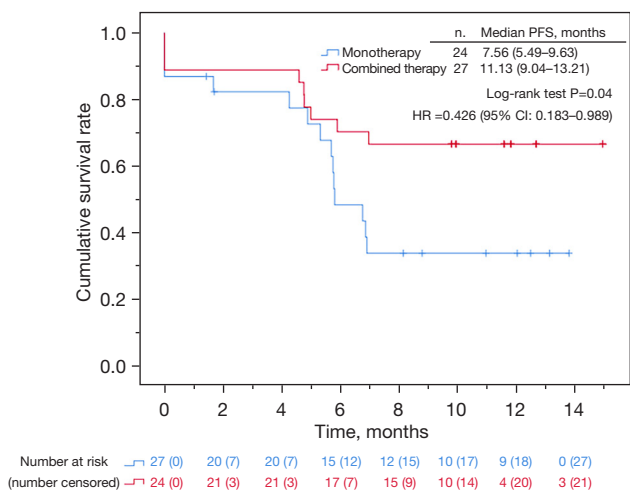 n. Median PFS, months
Monotherapy 24 7.56 (5.49–9.63)
Combined therapy 27 11.13 (9.04–13.21)
Log-rank test P=0.04
HR =0.426 (95% CI: 0.183–0.989)
Cumulative survival rate
1.0
0.8
0.6
0.4
0.2
0.0
0 2 4 6 8 10 12 14
Time, months
Number at risk 27 (0) 20 (7) 20 (7) 15 (12) 12 (15) 10 (17) 9 (18) 0 (27)
(number censored) 24 (0) 21 (3) 21 (3) 17 (7) 15 (9) 10 (14) 4 (20) 3 (21)